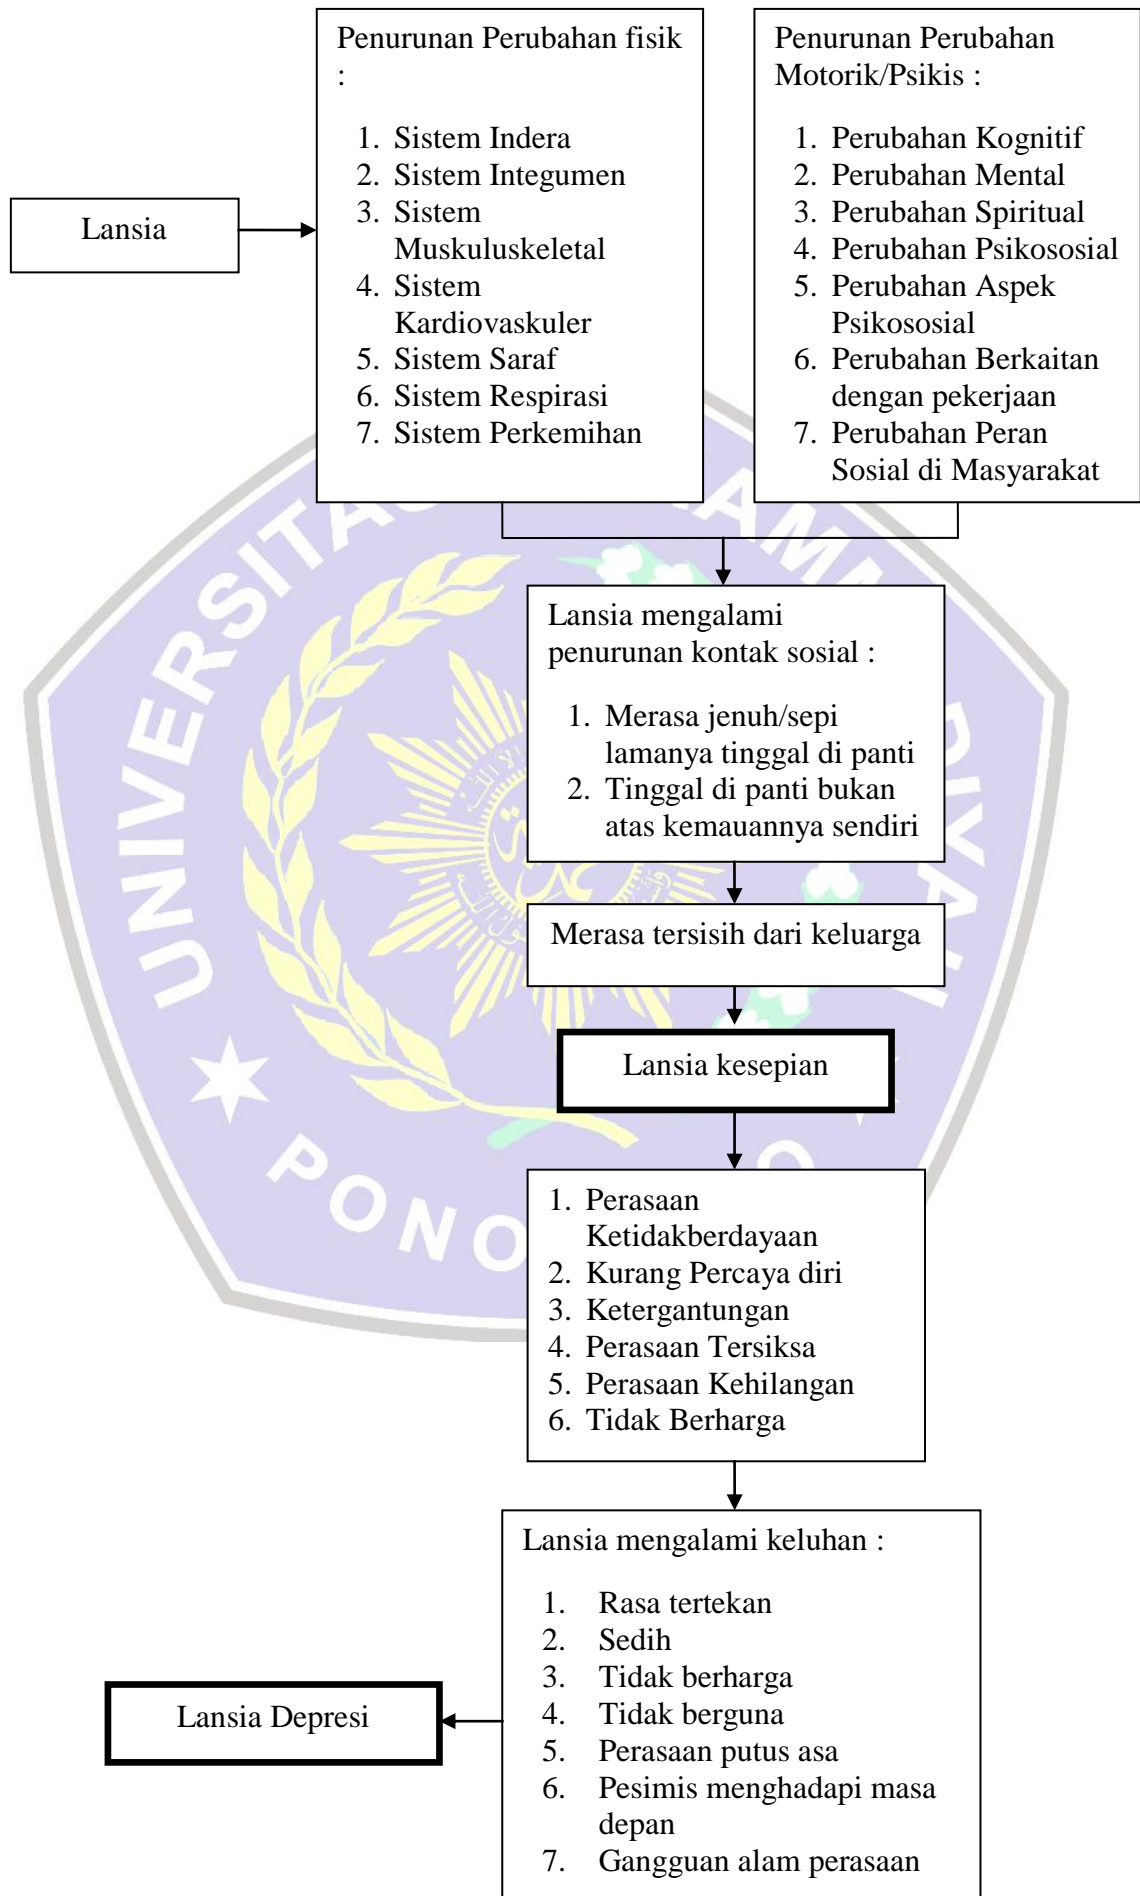 Penurunan Perubahan fisik
:
1. Sistem Indera
2. Sistem Integumen
3. Sistem
Muskuluskeletal
4. Sistem
Kardiovaskuler
5. Sistem Saraf
6. Sistem Respirasi
7. Sistem Perkemihan
Penurunan Perubahan
Motorik/Psikis :
1. Perubahan Kognitif
2. Perubahan Mental
3. Perubahan Spiritual
4. Perubahan Psikososial
5. Perubahan Aspek
Psikososial
6. Perubahan Berkaitan
dengan pekerjaan
7. Perubahan Peran
Sosial di Masyarakat
Lansia
Lansia mengalami
penurunan kontak sosial :
1. Merasa jenuh/sepi
lamanya tinggal di panti
2. Tinggal di panti bukan
atas kemauannya sendiri
Merasa tersisih dari keluarga
Lansia kesepian
1. Perasaan
Ketidakberdayaan
2. Kurang Percaya diri
3. Ketergantungan
4. Perasaan Tersiksa
5. Perasaan Kehilangan
6. Tidak Berharga
Lansia mengalami keluhan :
1. Rasa tertekan
2. Sedih
3. Tidak berharga
4. Tidak berguna
5. Perasaan putus asa
6. Pesimis menghadapi masa
depan
7. Gangguan alam perasaan
Lansia Depresi